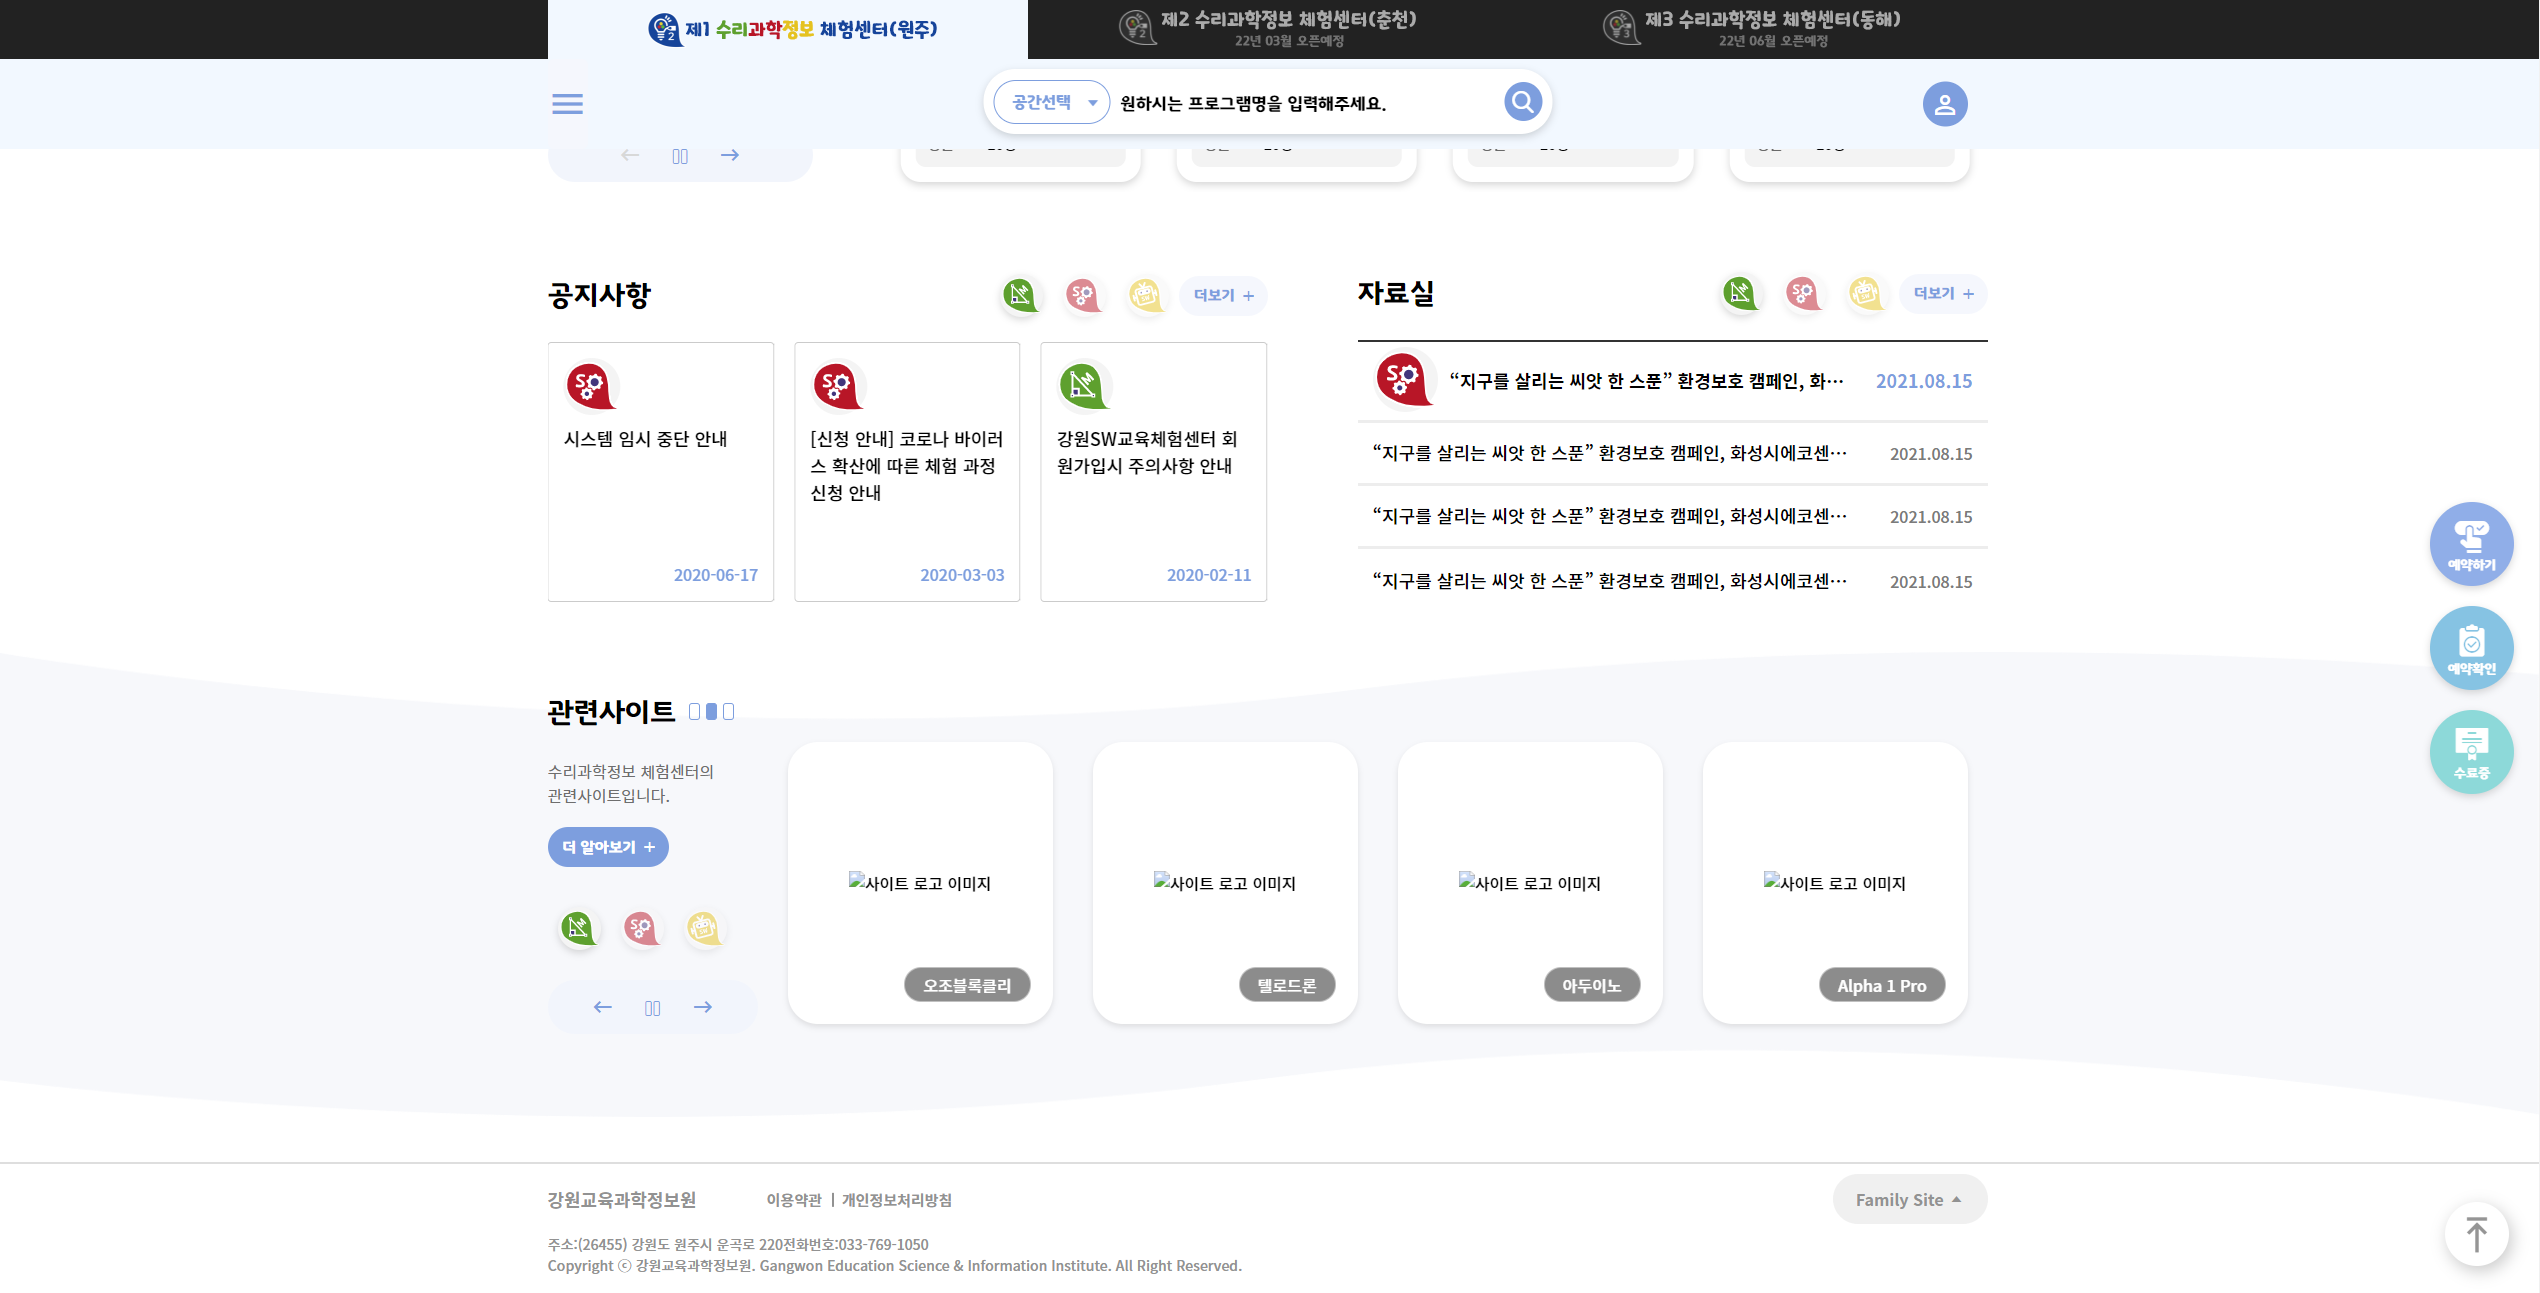 제1 수리과학정보 체험센터(원주)
제2 수리과학정보 체험센터(춘천)
22년 03월 오픈예정
제3 수리과학정보 체험센터(동해)
22년 06월 오픈예정
공간선택
원하시는 프로그램명을 입력해주세요.
공지사항
더보기 +
시스템 임시 중단 안내
2020-06-17
[신청 안내] 코로나 바이러
스 확산에 따른 체험 과정
신청 안내
2020-03-03
강원SW교육체험센터 회
원가입시 주의사항 안내
2020-02-11
자료실
더보기 +
“지구를 살리는 씨앗 한 스푼” 환경보호 캠페인, 화… 2021.08.15
“지구를 살리는 씨앗 한 스푼” 환경보호 캠페인, 화성시에코센… 2021.08.15
“지구를 살리는 씨앗 한 스푼” 환경보호 캠페인, 화성시에코센… 2021.08.15
“지구를 살리는 씨앗 한 스푼” 환경보호 캠페인, 화성시에코센… 2021.08.15
예약하기
예약확인
수료증
관련사이트
수리과학정보 체험센터의
관련사이트입니다.
더 알아보기 +
사이트 로고 이미지
오조블록클리
사이트 로고 이미지
텔로드론
사이트 로고 이미지
아두이노
사이트 로고 이미지
Alpha 1 Pro
강원교육과학정보원
이용약관 | 개인정보처리방침
Family Site
주소:(26455) 강원도 원주시 운곡로 220전화번호:033-769-1050
Copyright ⓒ 강원교육과학정보원. Gangwon Education Science & Information Institute. All Right Reserved.